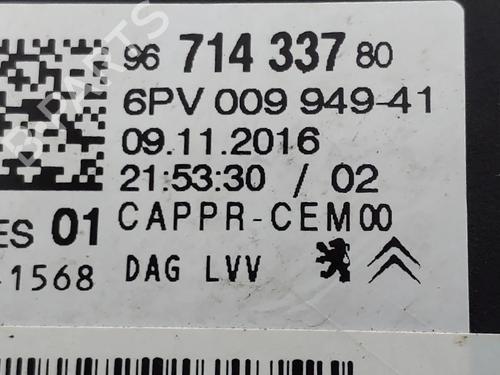 96 714 337 80
6PV 009 949-41
09.11.2016
21:53:30 / 02
ES 01 CAPPR-CEM00
1568 DAG LVV
B-PARTS